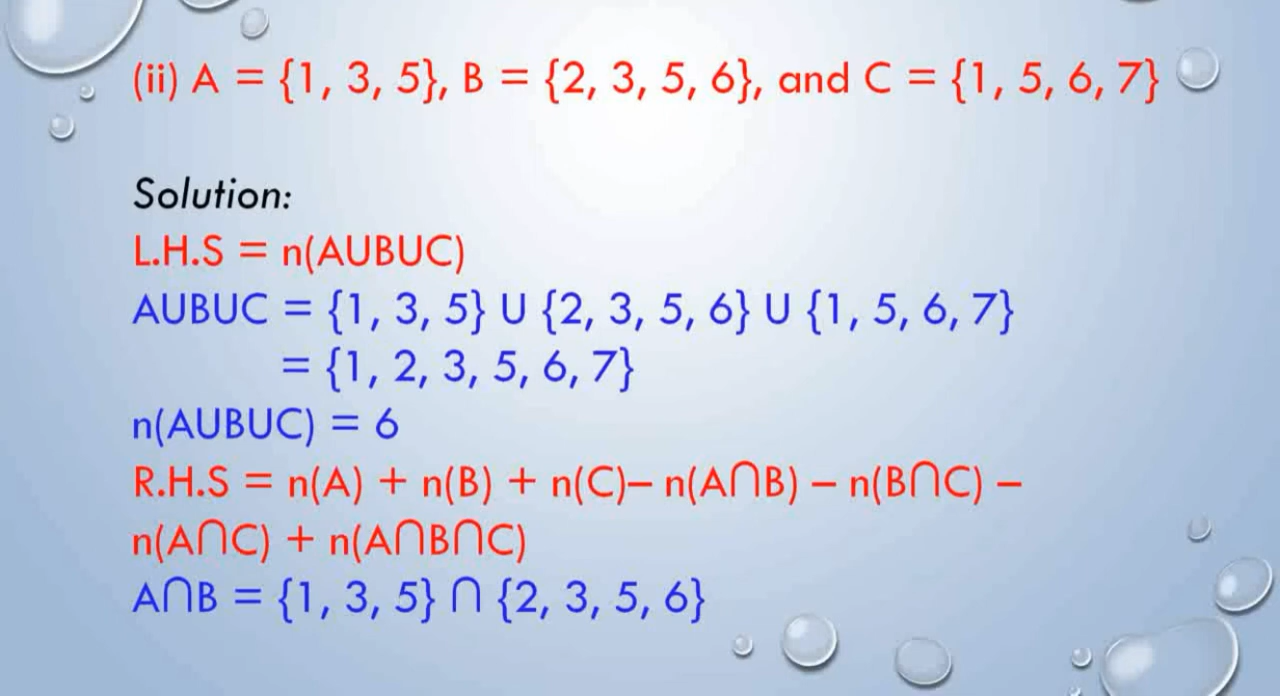 (ii) A = {1, 3, 5}, B = {2, 3, 5, 6}, and C = {1, 5, 6, 7}
Solution:
L.H.S = n(AUBUC)
AUBUC = {1, 3, 5} U {2, 3, 5, 6} U {1, 5, 6, 7}
= {1, 2, 3, 5, 6, 7}
n(AUBUC) = 6
R.H.S = n(A) + n(B) + n(C)– n(A∩B) – n(B∩C) –
n(A∩C) + n(A∩B∩C)
A∩B = {1, 3, 5} ∩ {2, 3, 5, 6}